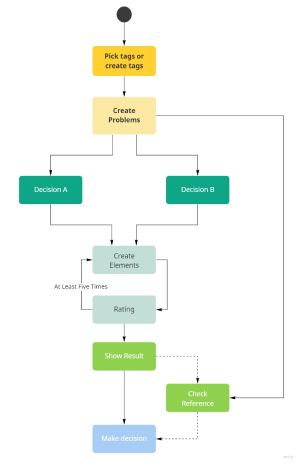 Pick tags or
create tags
Create
Problems
Decision A
Decision B
Create
Elements
At Least Five Times
Rating
Show Result
Check
Reference
Make decision